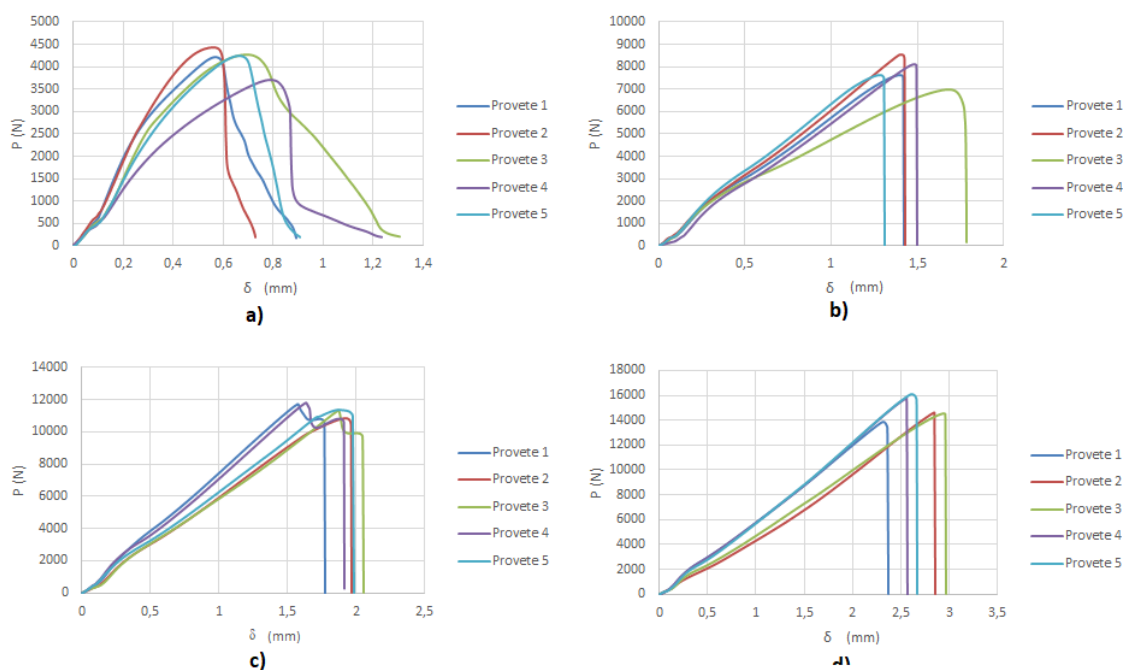 5000
4500
4000
3500
3000
2500
2000
1500
1000
500
0
P (N)
0 0,2 0,4 0,6 0,8 1 1,2 1,4
δ (mm)
Provete 1
Provete 2
Provete 3
Provete 4
Provete 5
a)
10000
9000
8000
7000
6000
5000
4000
3000
2000
1000
0
P (N)
0 0,5 1 1,5 2
δ (mm)
Provete 1
Provete 2
Provete 3
Provete 4
Provete 5
b)
14000
12000
10000
8000
6000
4000
2000
0
P (N)
0 0,5 1 1,5 2 2,5
δ (mm)
Provete 1
Provete 2
Provete 3
Provete 4
Provete 5
c)
18000
16000
14000
12000
10000
8000
6000
4000
2000
0
P (N)
0 0,5 1 1,5 2 2,5 3 3,5
δ (mm)
Provete 1
Provete 2
Provete 3
Provete 4
Provete 5
d)